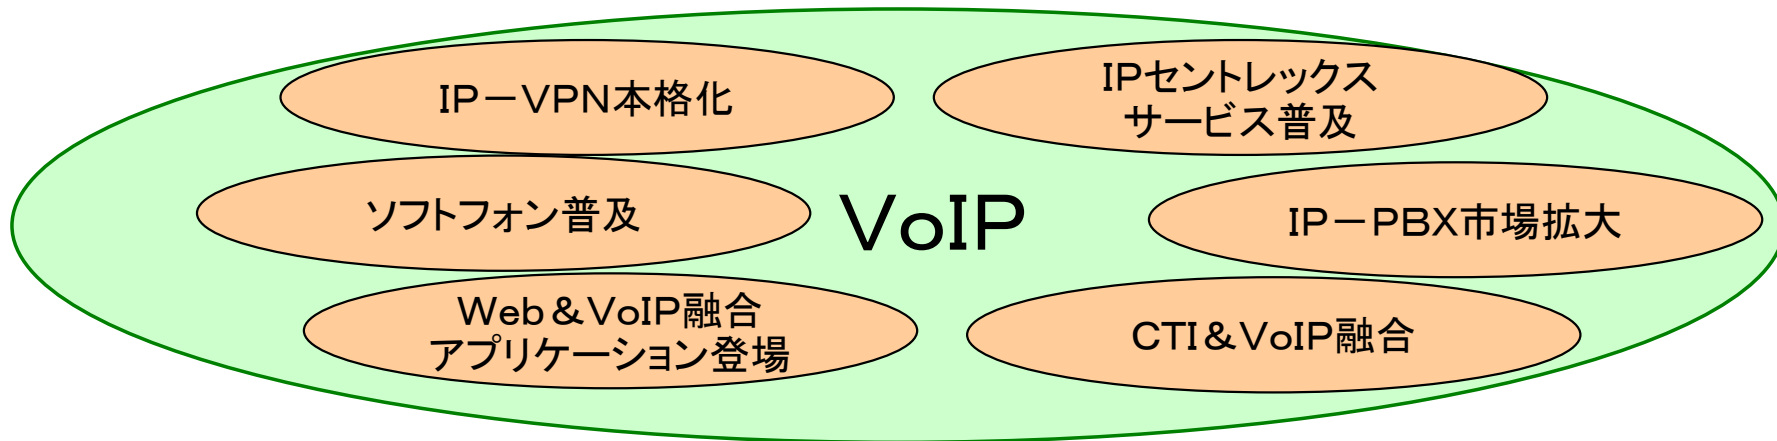 IP－VPN本格化
IPセントレックス
サービス普及
ソフトフォン普及
VoIP
IP－PBX市場拡大
Web＆VoIP融合
アプリケーション登場
CTI＆VoIP融合